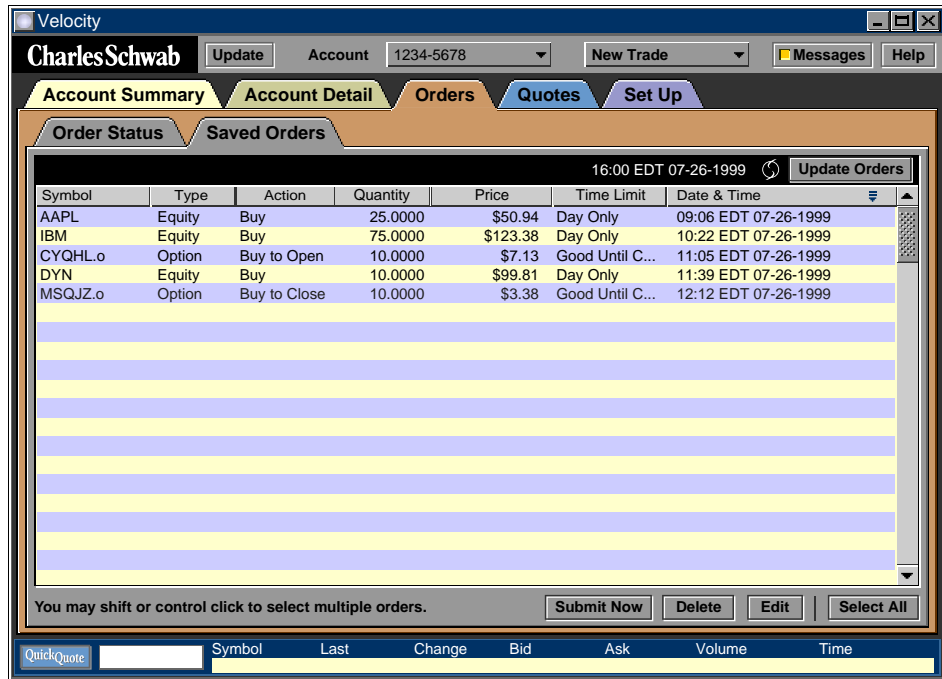 Velocity
CharlesSchwab Update Account 1234-5678 New Trade Messages Help
Account Summary Account Detail Orders Quotes Set Up
Order Status Saved Orders
16:00 EDT 07-26-1999 Update Orders
Symbol Type Action Quantity Price Time Limit Date & Time
AAPL Equity Buy 25.0000 $50.94 Day Only 09:06 EDT 07-26-1999
IBM Equity Buy 75.0000 $123.38 Day Only 10:22 EDT 07-26-1999
CYQHL.o Option Buy to Open 10.0000 $7.13 Good Until C... 11:05 EDT 07-26-1999
DYN Equity Buy 10.0000 $99.81 Day Only 11:39 EDT 07-26-1999
MSQJZ.o Option Buy to Close 10.0000 $3.38 Good Until C... 12:12 EDT 07-26-1999
You may shift or control click to select multiple orders. Submit Now Delete Edit Select All
QuickQuote Symbol Last Change Bid Ask Volume Time